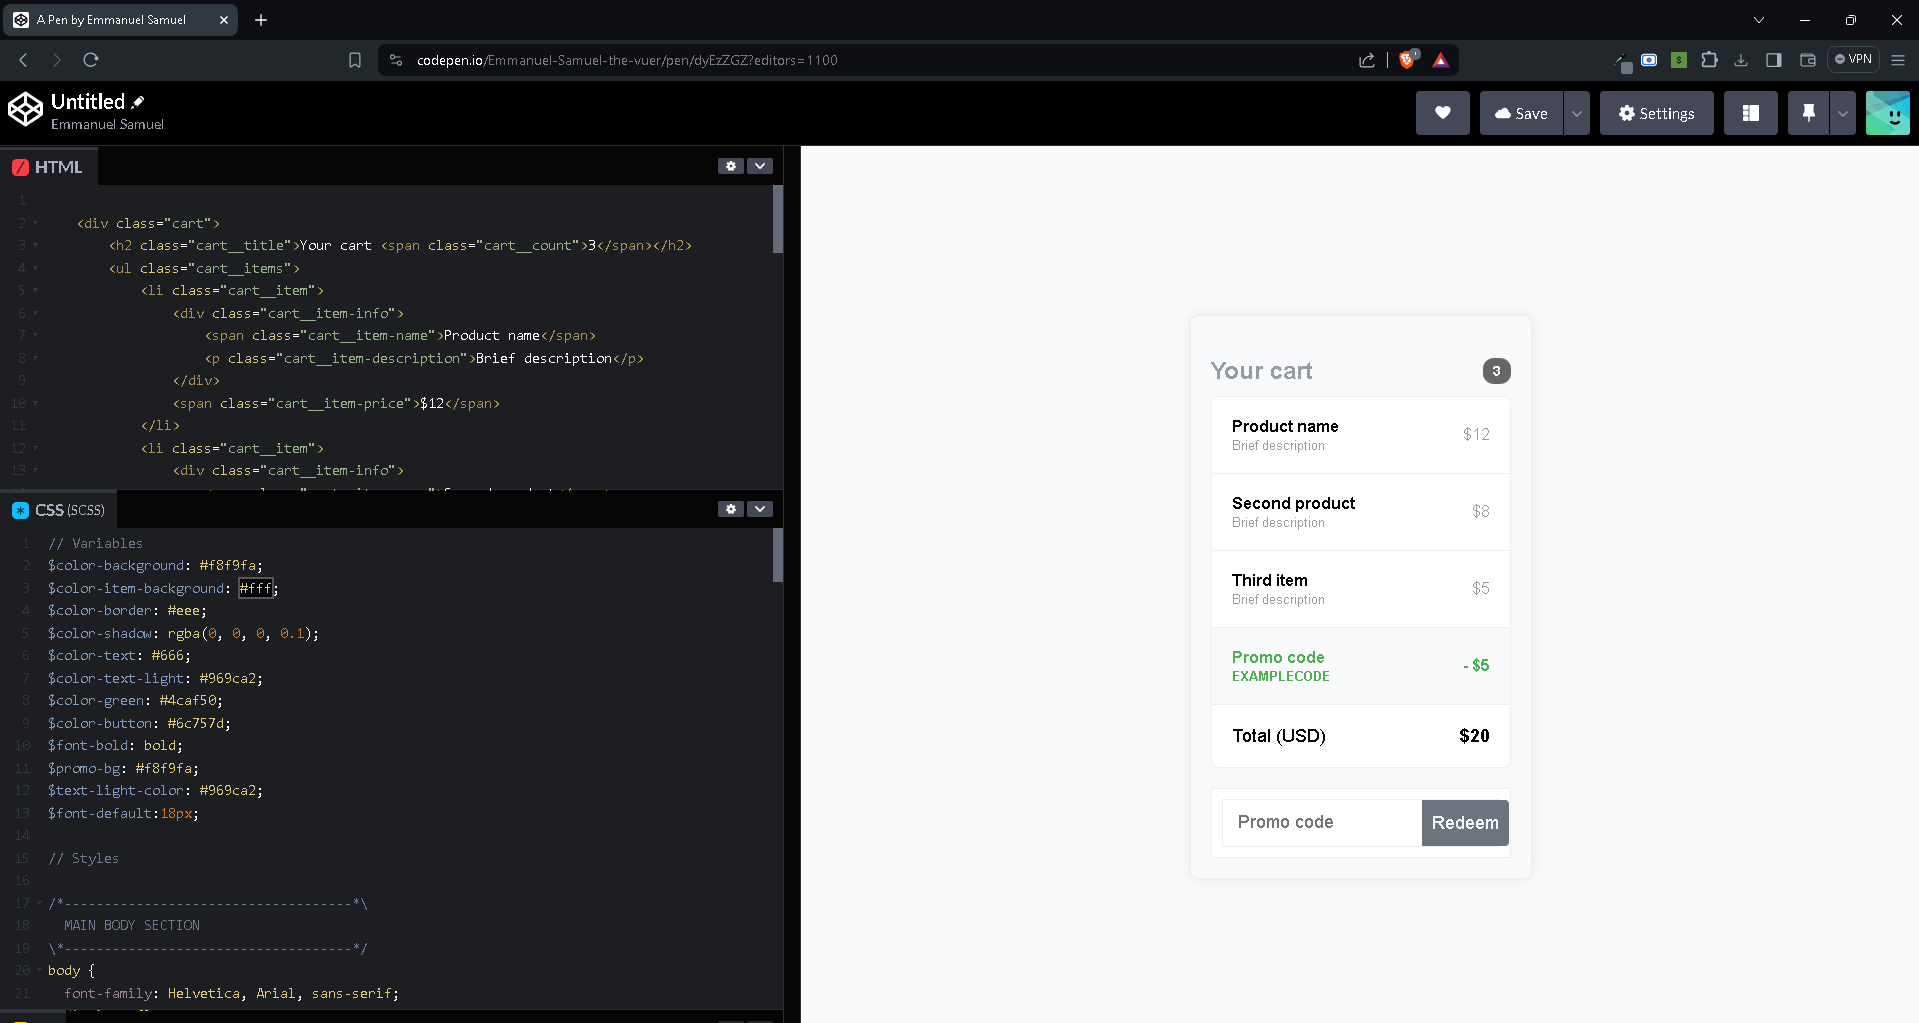 A Pen by Emmanuel Samuel
codepen.io/Emmanuel-Samuel-the-vuer/pen/dyEzZGZ?editors=1100
VPN
Untitled
Emmanuel Samuel
Save
Settings
HTML
1
2 <div class="cart">
3 <h2 class="cart__title">Your cart <span class="cart__count">3</span></h2>
4 <ul class="cart__items">
5 <li class="cart__item">
6 <div class="cart__item-info">
7 <span class="cart__item-name">Product name</span>
8 <p class="cart__item-description">Brief description</p>
9 </div>
10 <span class="cart__item-price">$12</span>
11 </li>
12 <li class="cart__item">
13 <div class="cart__item-info">
CSS (SCSS)
1 // Variables
2 $color-background: #f8f9fa;
3 $color-item-background: #fff;
4 $color-border: #eee;
5 $color-shadow: rgba(0, 0, 0, 0.1);
6 $color-text: #666;
7 $color-text-light: #969ca2;
8 $color-green: #4caf50;
9 $color-button: #6c757d;
10 $font-bold: bold;
11 $promo-bg: #f8f9fa;
12 $text-light-color: #969ca2;
13 $font-default:18px;
14
15 // Styles
16
17 /*------------------------------------*\
18 MAIN BODY SECTION
19 \*------------------------------------*/
20 body {
21 font-family: Helvetica, Arial, sans-serif;
Your cart 3
Product name
Brief description
$12
Second product
Brief description
$8
Third item
Brief description
$5
Promo code
EXAMPLECODE
- $5
Total (USD) $20
Promo code Redeem